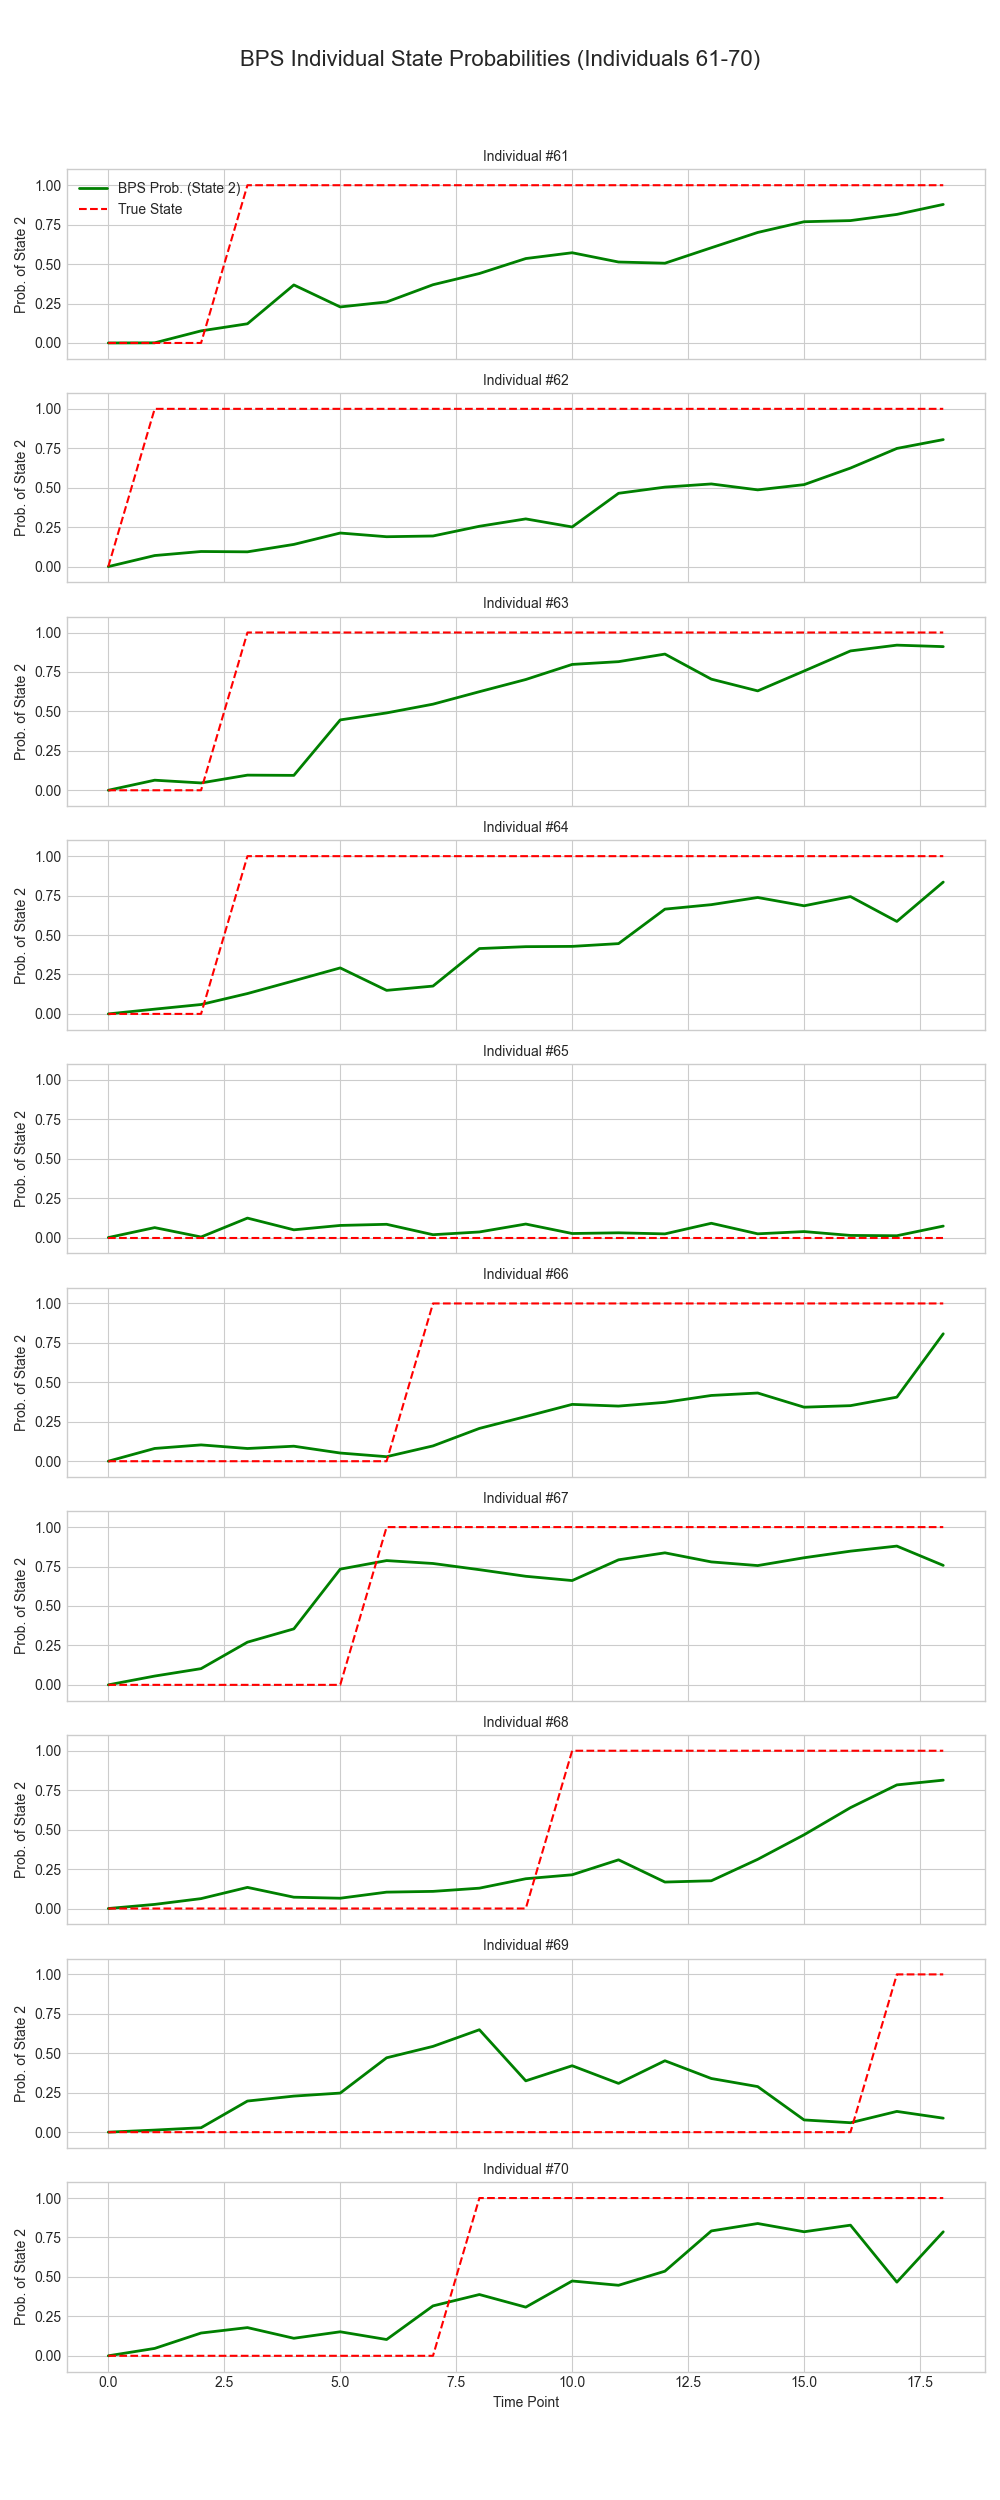 BPS Individual State Probabilities (Individuals 61-70)
Individual #61
BPS Prob. (State 2)
True State
Prob. of State 2
1.00
0.75
0.50
0.25
0.00
Individual #62
Prob. of State 2
1.00
0.75
0.50
0.25
0.00
Individual #63
Prob. of State 2
1.00
0.75
0.50
0.25
0.00
Individual #64
Prob. of State 2
1.00
0.75
0.50
0.25
0.00
Individual #65
Prob. of State 2
1.00
0.75
0.50
0.25
0.00
Individual #66
Prob. of State 2
1.00
0.75
0.50
0.25
0.00
Individual #67
Prob. of State 2
1.00
0.75
0.50
0.25
0.00
Individual #68
Prob. of State 2
1.00
0.75
0.50
0.25
0.00
Individual #69
Prob. of State 2
1.00
0.75
0.50
0.25
0.00
Individual #70
Prob. of State 2
1.00
0.75
0.50
0.25
0.00
0.0 2.5 5.0 7.5 10.0 12.5 15.0 17.5
Time Point